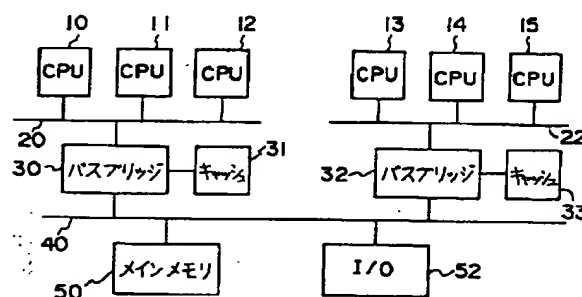 10 11 12 13 14 15
CPU CPU CPU CPU CPU CPU
20 22
30 バスブリッジ 31 キャッシュ 32 バスブリッジ キャッシュ 33
40
50 メインメモリ I/O 52